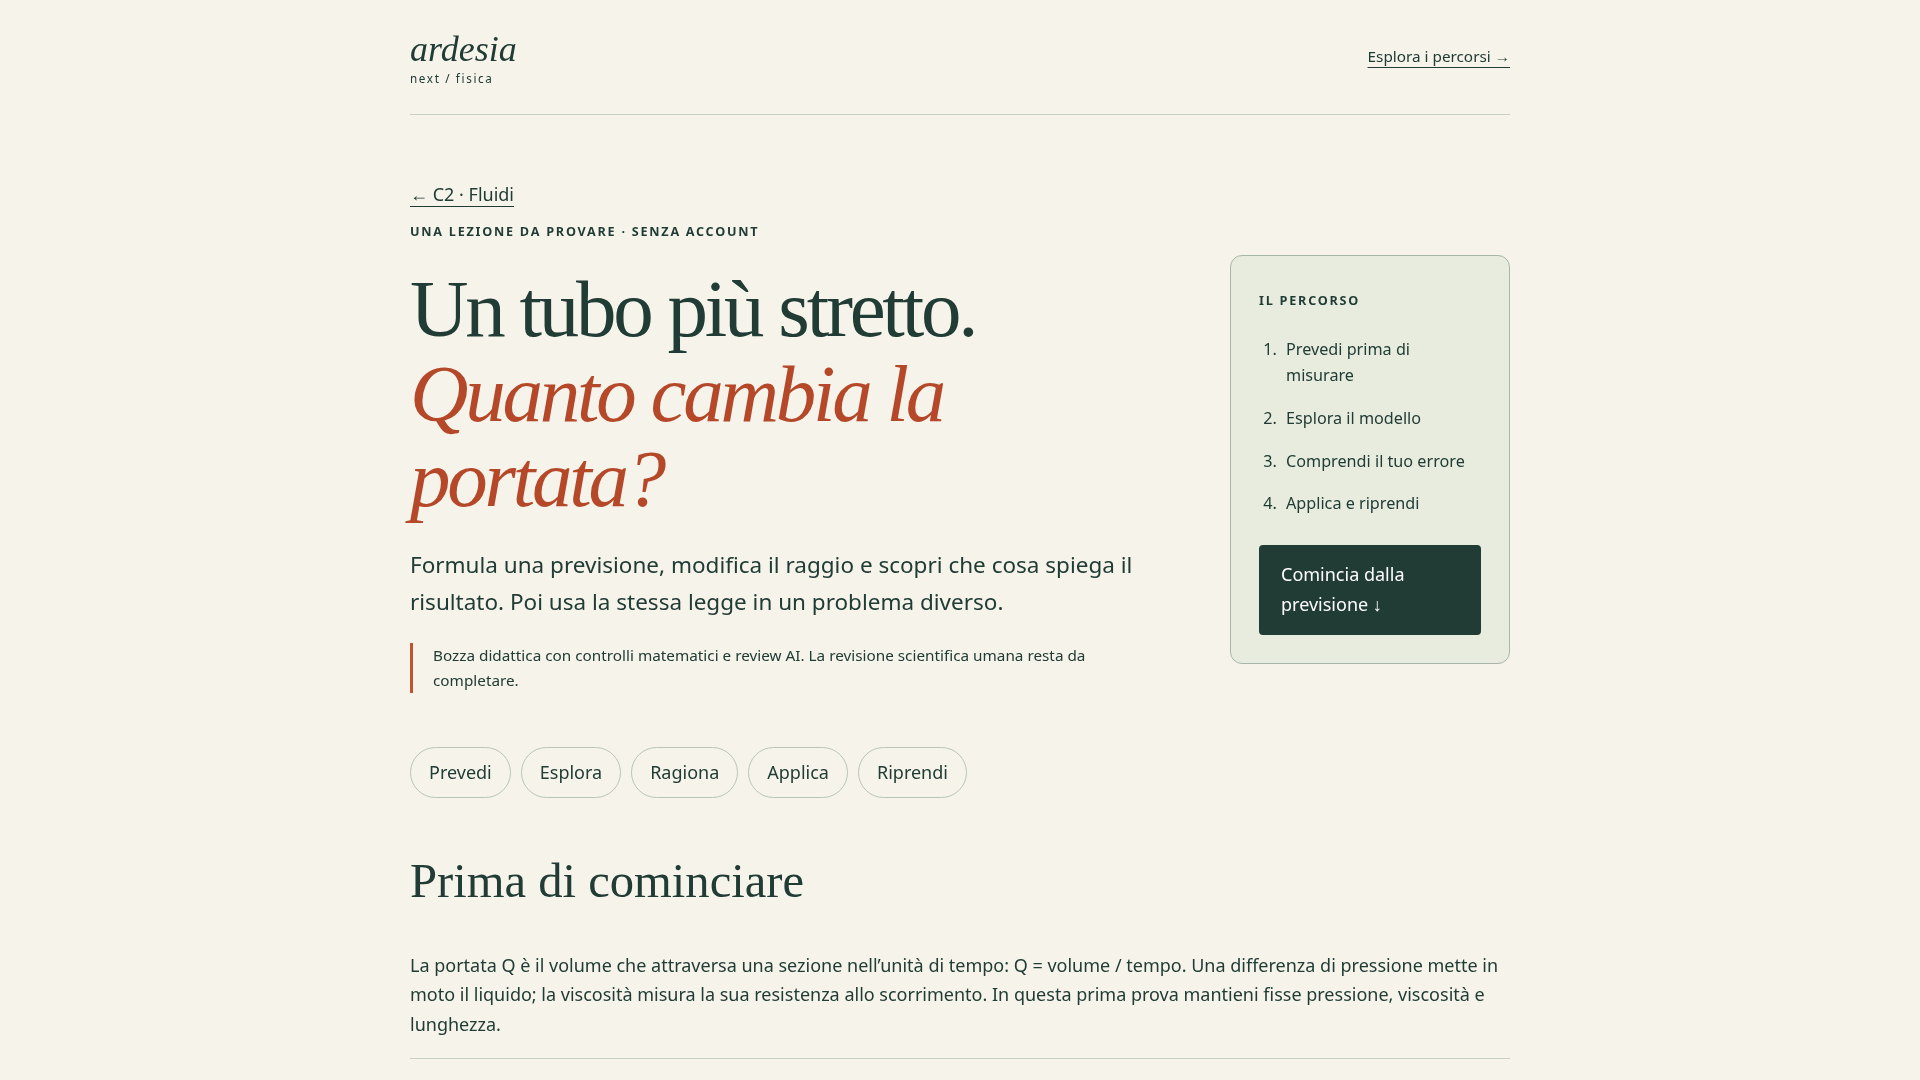 ardesia
next / fisica
Esplora i percorsi →
← C2 · Fluidi
UNA LEZIONE DA PROVARE · SENZA ACCOUNT
Un tubo più stretto.
Quanto cambia la
portata?
Formula una previsione, modifica il raggio e scopri che cosa spiega il
risultato. Poi usa la stessa legge in un problema diverso.
Bozza didattica con controlli matematici e review AI. La revisione scientifica umana resta da
completare.
IL PERCORSO
1. Prevedi prima di
misurare
2. Esplora il modello
3. Comprendi il tuo errore
4. Applica e riprendi
Comincia dalla
previsione ↓
Prevedi
Esplora
Ragiona
Applica
Riprendi
Prima di cominciare
La portata Q è il volume che attraversa una sezione nell’unità di tempo: Q = volume / tempo. Una differenza di pressione mette in
moto il liquido; la viscosità misura la sua resistenza allo scorrimento. In questa prima prova mantieni fisse pressione, viscosità e
lunghezza.